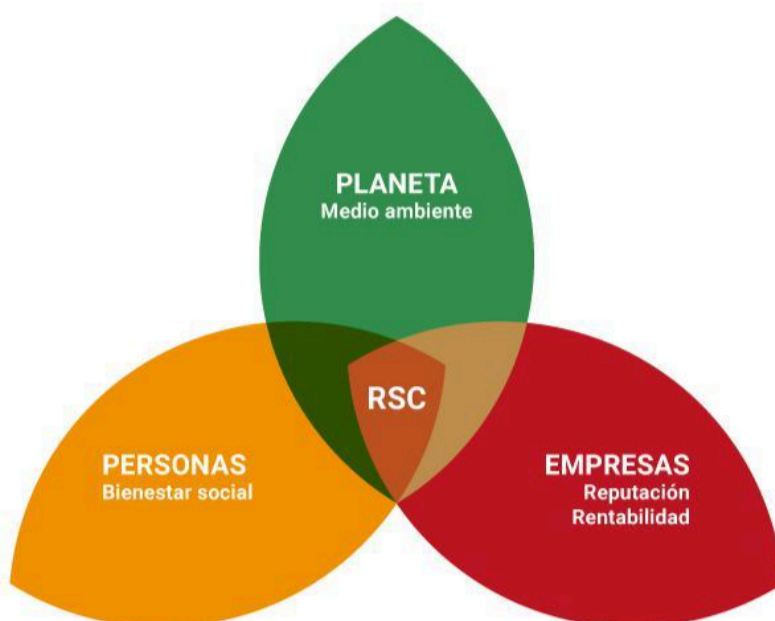 PLANETA
Medio ambiente
RSC
PERSONAS
Bienestar social
EMPRESAS
Reputación
Rentabilidad